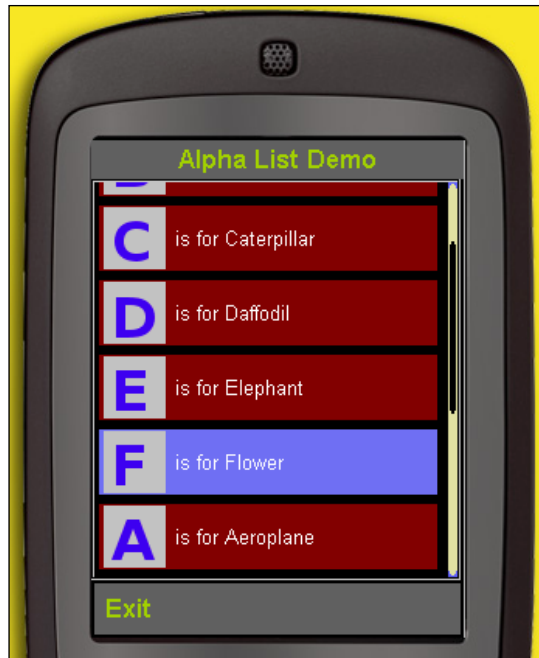 Alpha List Demo
C is for Caterpillar
D is for Daffodil
E is for Elephant
F is for Flower
A is for Aeroplane
Exit